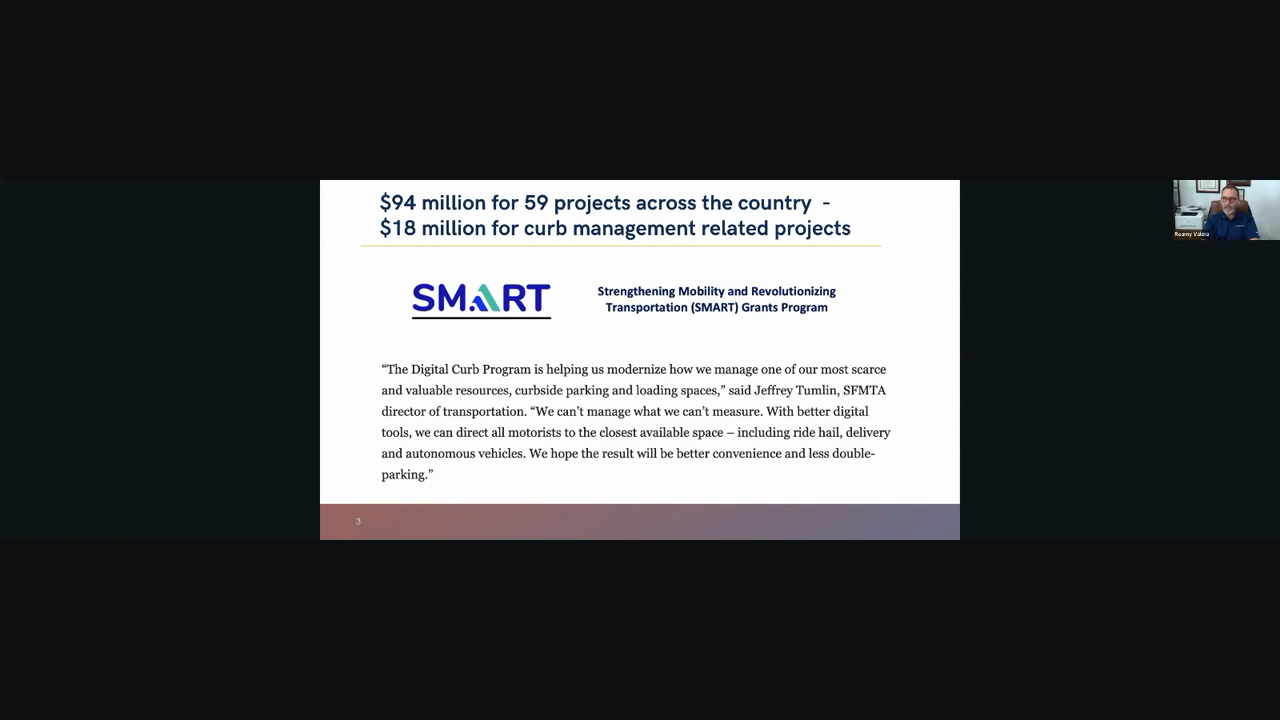 $94 million for 59 projects across the country -
$18 million for curb management related projects
SMART
Strengthening Mobility and Revolutionizing
Transportation (SMART) Grants Program
“The Digital Curb Program is helping us modernize how we manage one of our most scarce
and valuable resources, curbside parking and loading spaces,” said Jeffrey Tumlin, SFMTA
director of transportation. “We can’t manage what we can’t measure. With better digital
tools, we can direct all motorists to the closest available space – including ride hail, delivery
and autonomous vehicles. We hope the result will be better convenience and less double-
parking.”
3
Roamy Valera